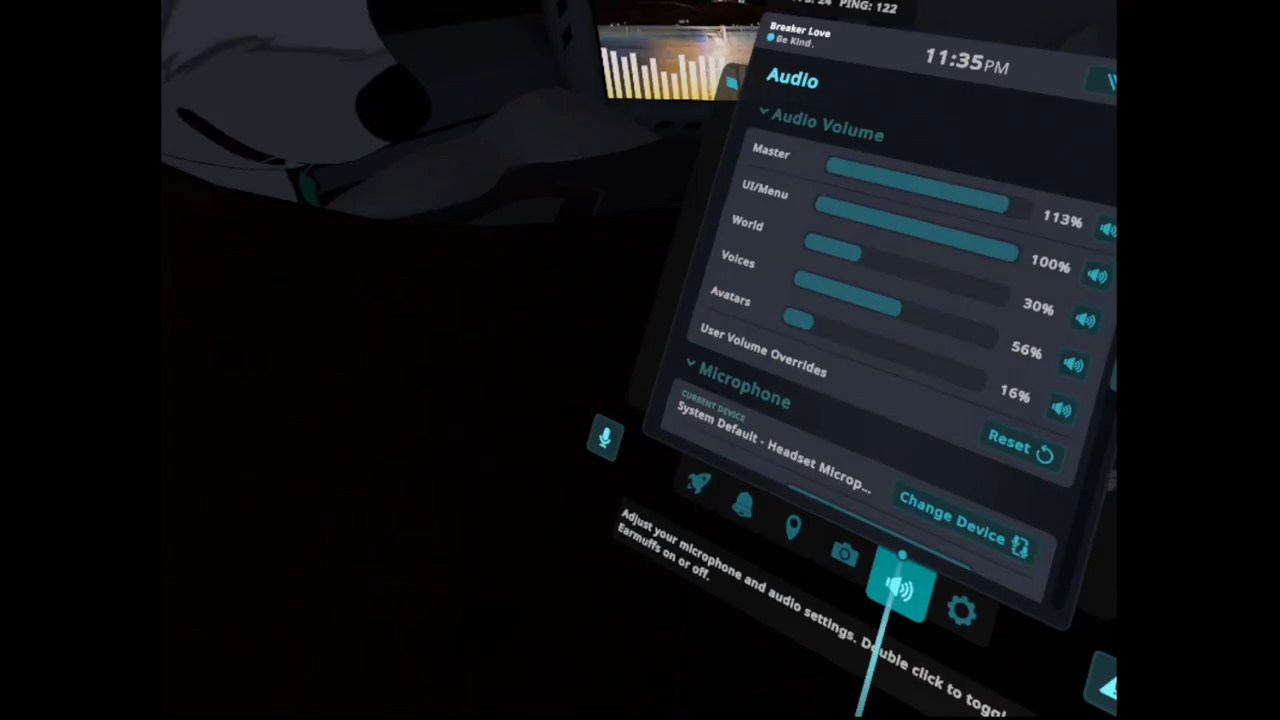 PING: 122
Breaker Love
Be Kind.
11:35PM
Audio
Audio Volume
Master
113%
UI/Menu
100%
World
30%
Voices
56%
Avatars
16%
User Volume Overrides
Reset
Microphone
CURRENT DEVICE
System Default - Headset Microp...
Change Device
Adjust your microphone and audio settings. Double click to toggl
Earmuffs on or off.